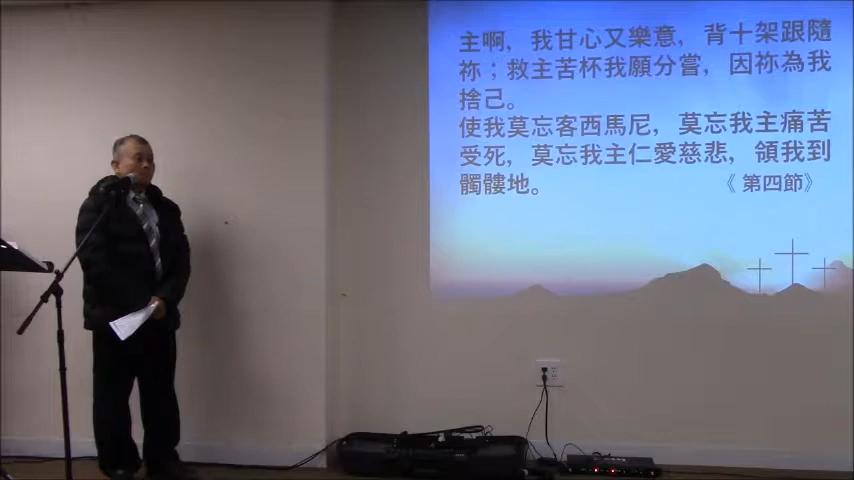 主啊，我甘心又樂意，背十架跟隨
祢；救主苦杯我願分嘗，因祢為我
捨己。
使我莫忘客西馬尼，莫忘我主痛苦
受死，莫忘我主仁愛慈悲，領我到
髑髏地。《第四節》